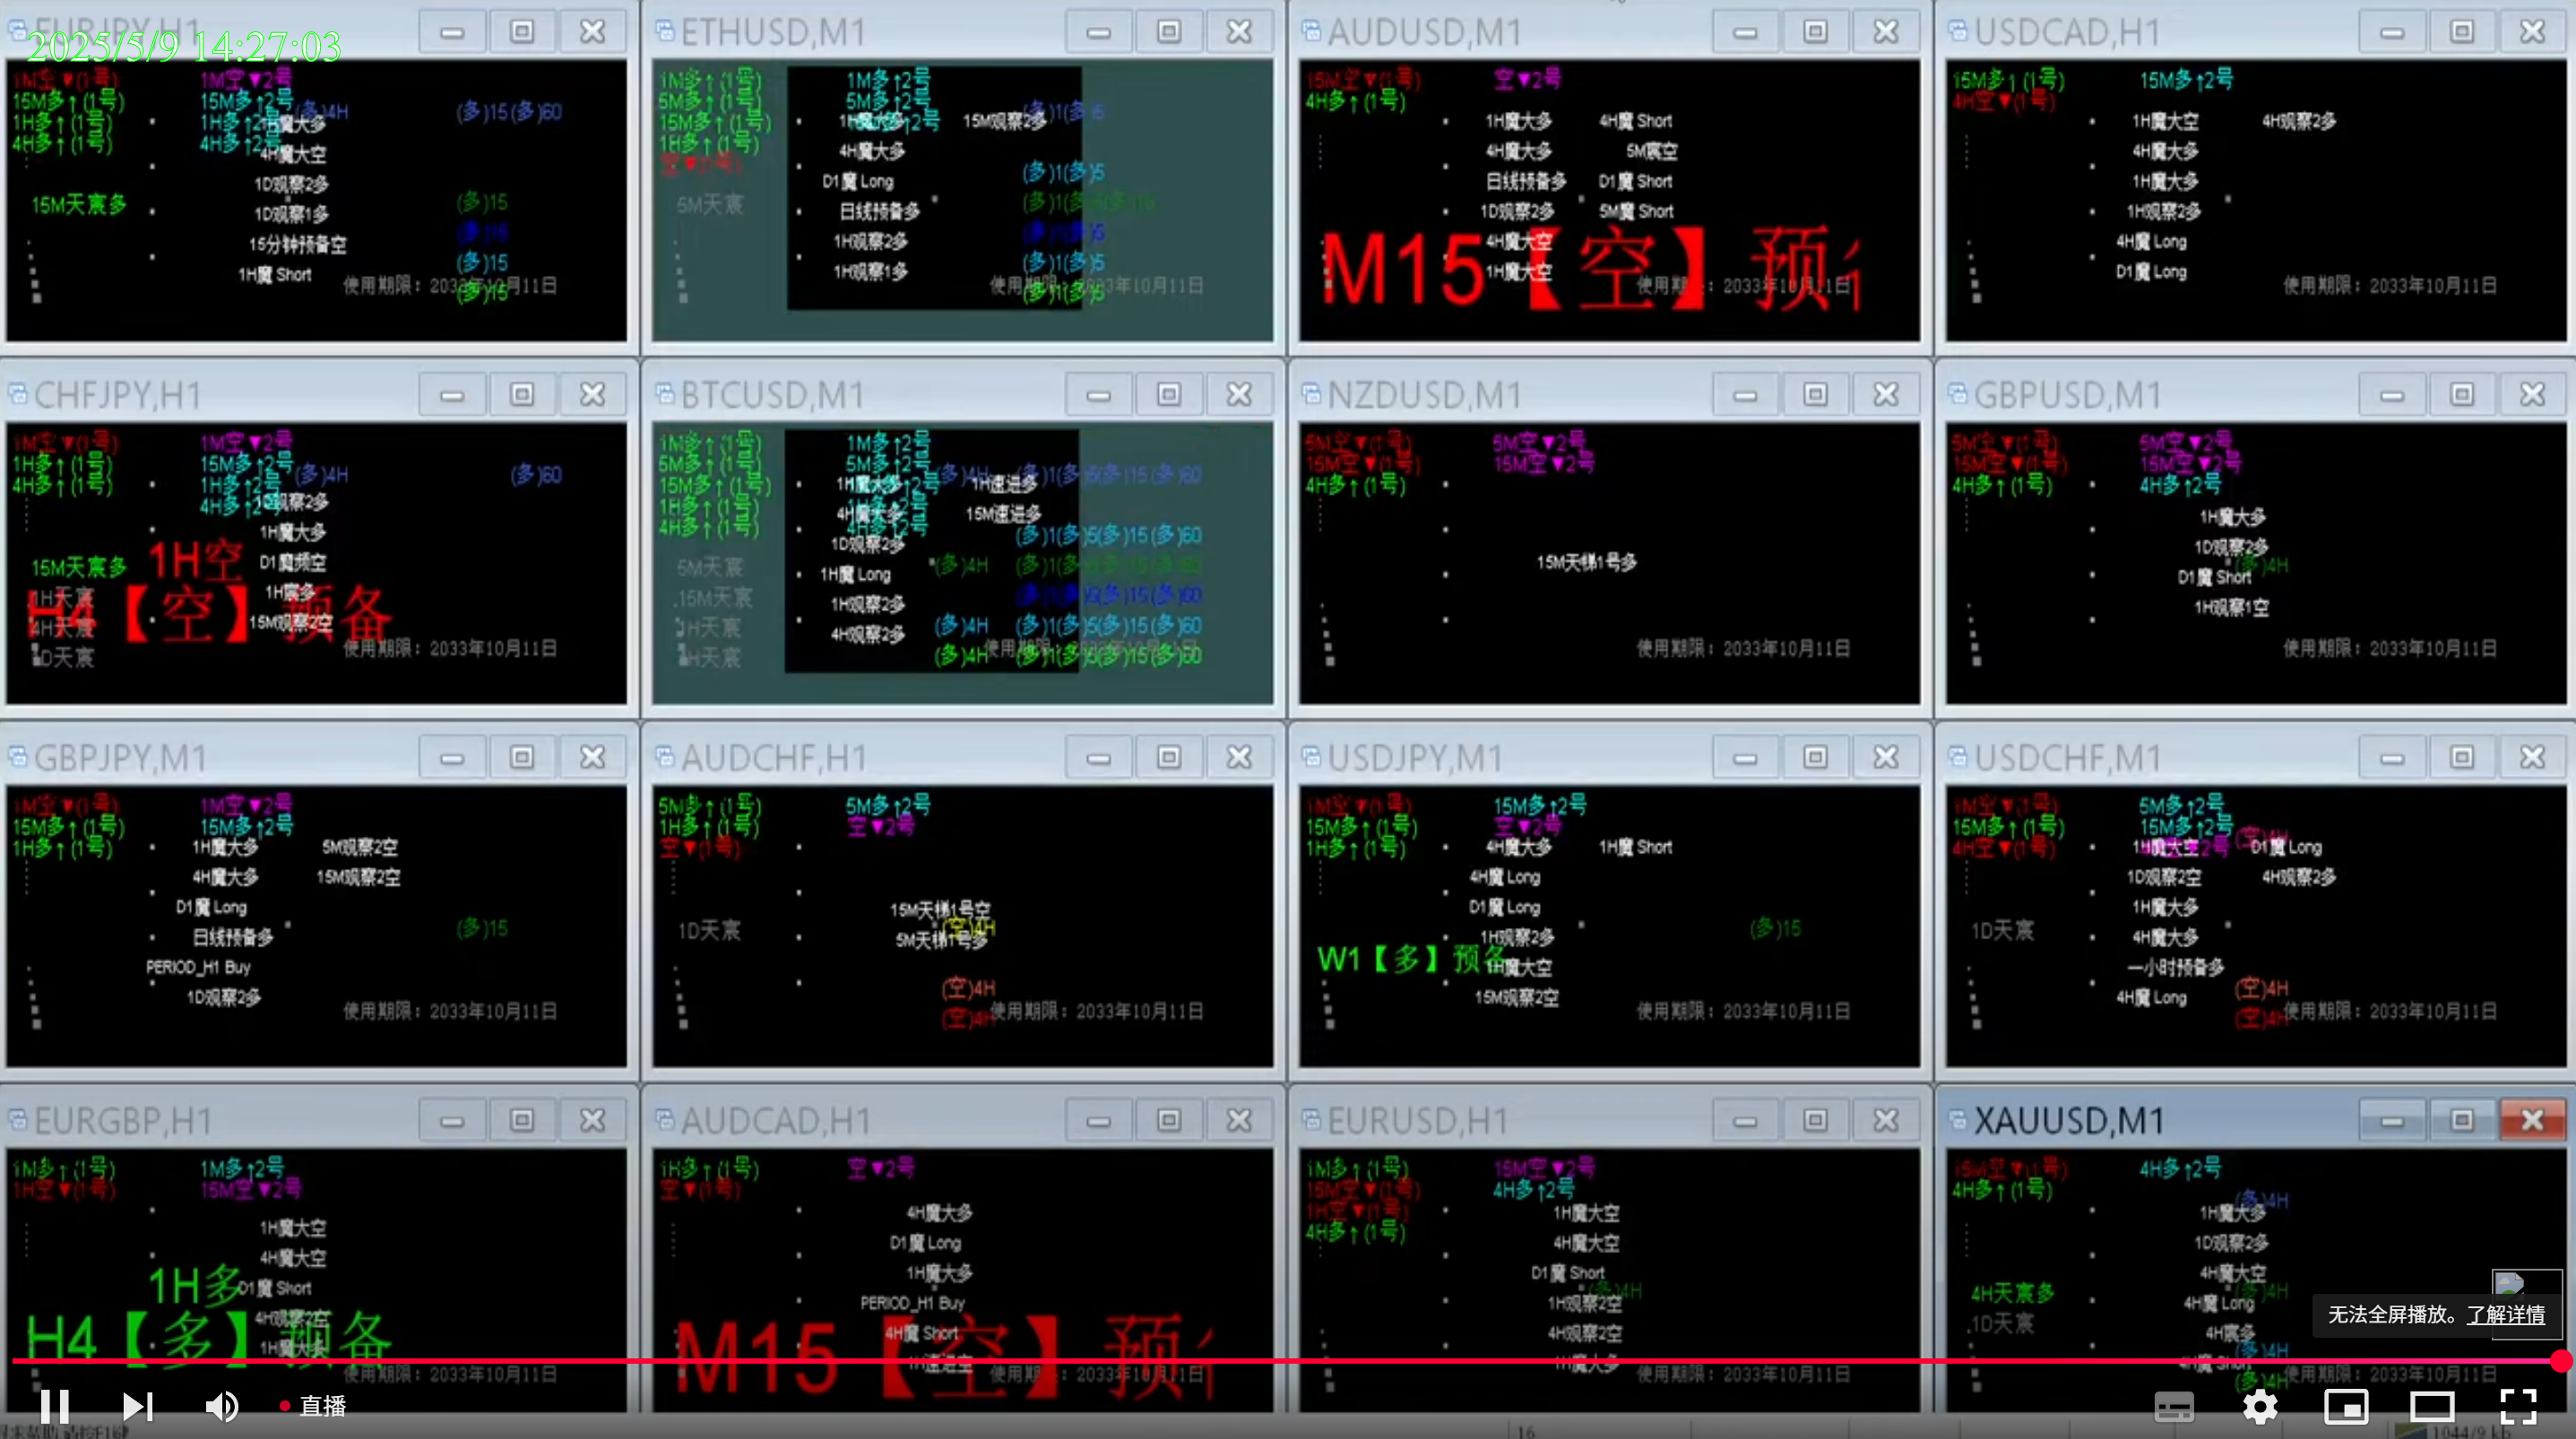 EURJPY,H1
2025/5/9 14:27:03
1M空▼(1号) 1M空▼2号
15M多↑(1号) 15M多↑2号
(多)4H (多)15(多)60
1H多↑(1号) 1H多↑2号 1H魔大多
4H多↑(1号) 4H多↑2号 4H魔大空
1D观察2多
15M天宸多 (多)15
1D观察1多
(多)15
15分钟预备空
(多)15
1H魔 Short
使用期限: 2033年10月11日
(多)15
ETHUSD,M1
1M多↑(1号) 1M多↑2号
5M多↑(1号) 5M多↑2号
15M多↑(1号) 1H魔大多 15M观察2多
1H多↑(1号) 4H魔大多
空▼(1号)
D1魔 Long (多)1(多)5
5M天宸 日线预备多
1H观察2多 (多)1(多)5
1H观察1多 (多)1(多)5
使用期限: 2033年10月11日
(多)1(多)5
AUDUSD,M1
15M空▼(1号) 空▼2号
4H多↑(1号)
1H魔大多 4H魔 Short
4H魔大多 5M宸空
日线预备多 D1魔 Short
1D观察2多 5M魔 Short
4H魔大空
M15【空】预
1H魔大空
使用期限: 2033年10月11日
USDCAD,H1
15M多↑(1号) 15M多↑2号
4H空▼(1号)
1H魔大空 4H观察2多
4H魔大多
1H魔大多
1H观察2多
4H魔 Long
D1魔 Long
使用期限: 2033年10月11日
CHFJPY,H1
1M空▼(1号) 1M空▼2号
1H多↑(1号) 15M多↑2号
(多)4H (多)60
4H多↑(1号) 1H多↑2号
4H多↑2号
1H魔大多
15M天宸多 1H空 D1魔频空
1H天宸 1H宸多
H4【空】预备
4H天宸 15M观察2空
1D天宸
使用期限: 2033年10月11日
BTCUSD,M1
1M多↑(1号) 1M多↑2号
5M多↑(1号) 5M多↑2号
15M多↑(1号) 1H魔大多 1H速进多
1H多↑(1号) 4H魔大多 15M速进多
4H多↑(1号) 4H多↑2号
1D观察2多 (多)1(多)5(多)15(多)60
5M天宸 1H魔 Long (多)4H
15M天宸 1H观察2多
1H天宸 4H观察2多 (多)4H (多)1(多)5(多)15(多)60
4H天宸 (多)4H (多)1(多)5(多)15(多)60
NZDUSD,M1
5M空▼(1号) 5M空▼2号
15M空▼(1号) 15M空▼2号
4H多↑(1号)
15M天梯1号多
使用期限: 2033年10月11日
GBPUSD,M1
5M空▼(1号) 5M空▼2号
15M空▼(1号) 15M空▼2号
4H多↑(1号) 4H多↑2号
1H魔大多
1D观察2多
(多)4H
D1魔 Short
1H观察1空
使用期限: 2033年10月11日
GBPJPY,M1
1M空▼(1号) 1M空▼2号
15M多↑(1号) 15M多↑2号
1H多↑(1号) 1H魔大多 5M观察2空
4H魔大多 15M观察2空
D1魔 Long
(多)15
日线预备多
PERIOD_H1 Buy
1D观察2多
使用期限: 2033年10月11日
AUDCHF,H1
5M多↑(1号) 5M多↑2号
1H多↑(1号) 空▼2号
空▼(1号)
15M天梯1号空
1D天宸 (空)4H
5M天梯1号多
(空)4H
使用期限: 2033年10月11日
(空)4H
USDJPY,M1
1M空▼(1号) 15M多↑2号
15M多↑(1号) 空▼2号
1H多↑(1号) 4H魔大多 1H魔 Short
4H魔 Long
D1魔 Long
(多)15
1H观察2多
W1【多】预备
1H魔大空
15M观察2空
使用期限: 2033年10月11日
USDCHF,M1
1M空▼(1号) 5M多↑2号
15M多↑(1号) 15M多↑2号
(空)4H
4H空▼(1号) 1H魔大空 D1魔 Long
1D观察2空 4H观察2多
1H魔大多
1D天宸 4H魔大多
一小时预备多
(空)4H
4H魔 Long
使用期限: 2033年10月11日
(空)4H
EURGBP,H1
1M多↑(1号) 1M多↑2号
1H空▼(1号) 15M空▼2号
1H魔大空
4H魔大空
1H多 D1魔 Short
4H观察2空
H4【多】预备
1H魔大多
使用期限: 2033年10月11日
AUDCAD,H1
1H多↑(1号) 空▼2号
空▼(1号)
4H魔大多
D1魔 Long
1H魔大多
PERIOD_H1 Buy
4H魔 Short
M15【空】预
1H速进空
使用期限: 2033年10月11日
EURUSD,H1
1M多↑(1号) 15M空▼2号
15M空▼(1号) 4H多↑2号
1H空▼(1号) 1H魔大空
4H多↑(1号) 4H魔大空
D1魔 Short
(多)4H
1H观察2空
4H观察2空
1H魔大多
使用期限: 2033年10月11日
XAUUSD,M1
15M空▼(1号) 4H多↑2号
4H多↑(1号) (多)4H
1H魔大多
1D观察2多
4H魔大空
4H天宸多 (多)4H
4H魔 Long
1D天宸 4H宸多
(多)4H
4H魔 Short
使用期限: 2033年10月11日
(多)4H
无法全屏播放。了解详情
直播
16